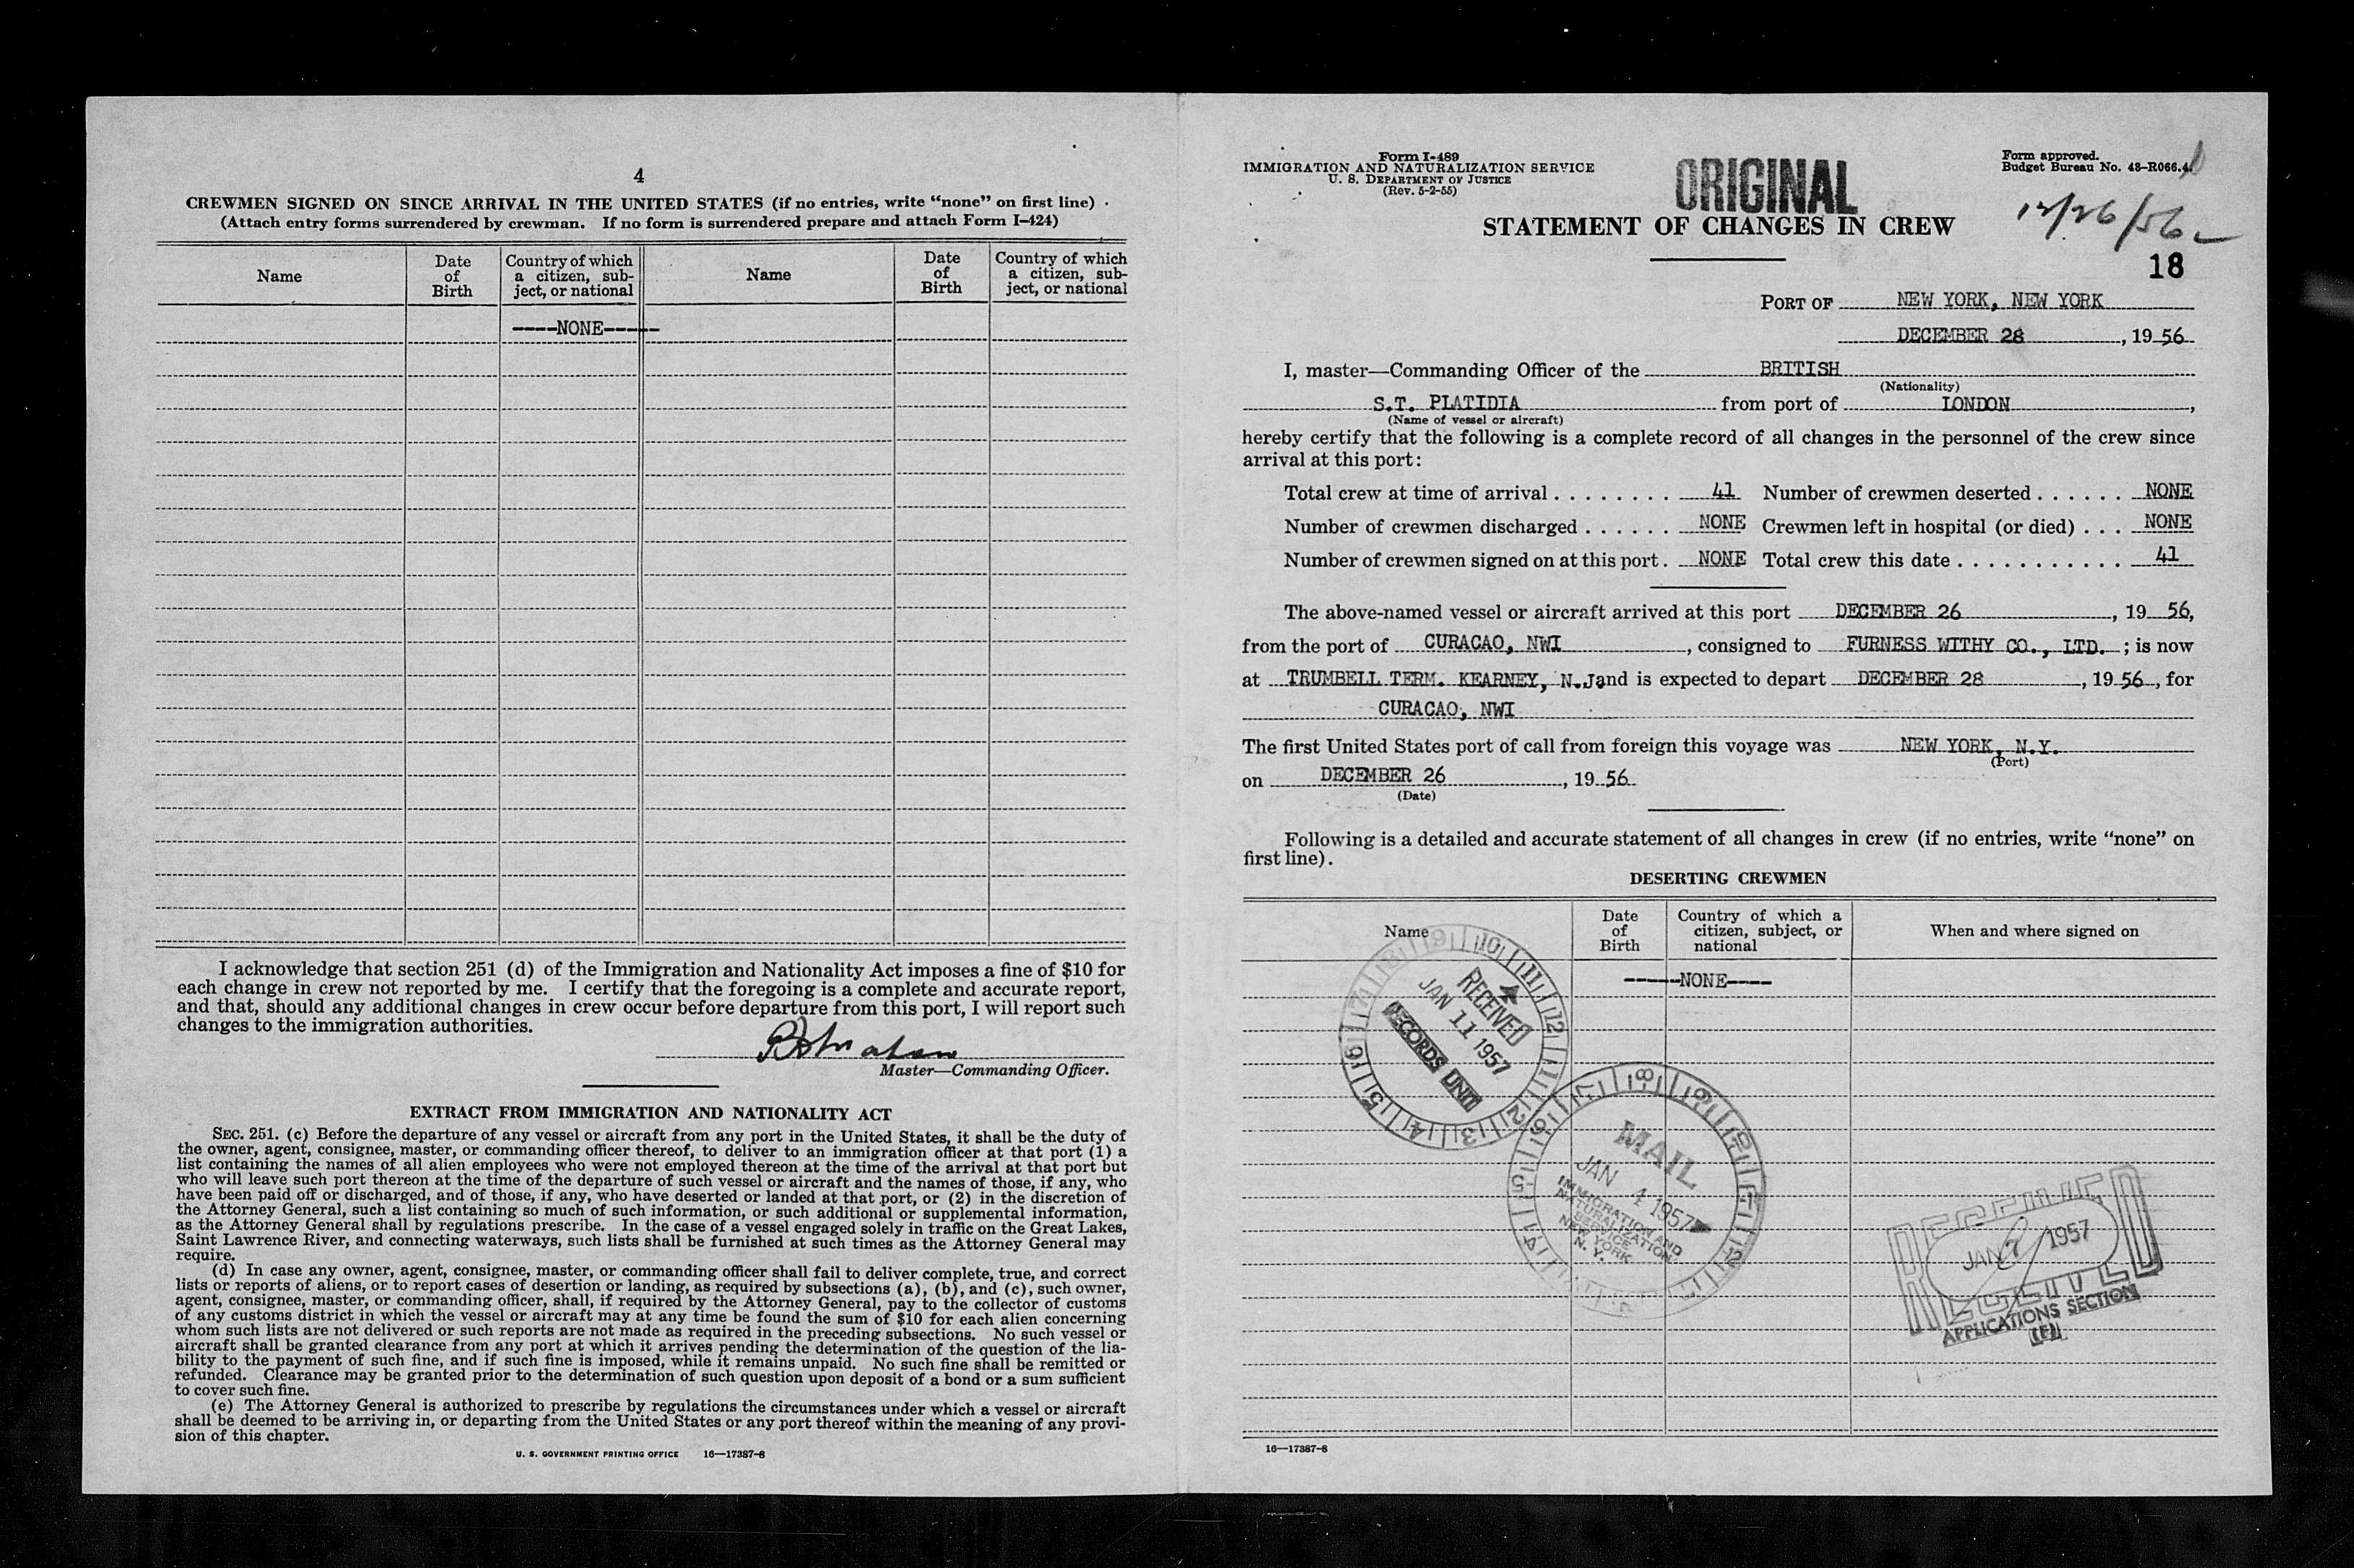 4
CREWMEN SIGNED ON SINCE ARRIVAL IN THE UNITED STATES (if no entries, write “none” on first line)
(Attach entry forms surrendered by crewman. If no form is surrendered prepare and attach Form I–424)
Name
Date of Birth
Country of which a citizen, subject, or national
Name
Date of Birth
Country of which a citizen, subject, or national
----NONE-----
I acknowledge that section 251 (d) of the Immigration and Nationality Act imposes a fine of $10 for
each change in crew not reported by me. I certify that the foregoing is a complete and accurate report,
and that, should any additional changes in crew occur before departure from this port, I will report such
changes to the immigration authorities.
Master—Commanding Officer.
EXTRACT FROM IMMIGRATION AND NATIONALITY ACT
SEC. 251. (c) Before the departure of any vessel or aircraft from any port in the United States, it shall be the duty of
the owner, agent, consignee, master, or commanding officer thereof, to deliver to an immigration officer at that port (1) a
list containing the names of all alien employees who were not employed thereon at the time of the arrival at that port but
who will leave such port thereon at the time of the departure of such vessel or aircraft and the names of those, if any, who
have been paid off or discharged, and of those, if any, who have deserted or landed at that port, or (2) in the discretion of
the Attorney General, such a list containing so much of such information, or such additional or supplemental information,
as the Attorney General shall by regulations prescribe. In the case of a vessel engaged solely in traffic on the Great Lakes,
Saint Lawrence River, and connecting waterways, such lists shall be furnished at such times as the Attorney General may
require.
(d) In case any owner, agent, consignee, master, or commanding officer shall fail to deliver complete, true, and correct
lists or reports of aliens, or to report cases of desertion or landing, as required by subsections (a), (b), and (c), such owner,
agent, consignee, master, or commanding officer, shall, if required by the Attorney General, pay to the collector of customs
of any customs district in which the vessel or aircraft may at any time be found the sum of $10 for each alien concerning
whom such lists are not delivered or such reports are not made as required in the preceding subsections. No such vessel or
aircraft shall be granted clearance from any port at which it arrives pending the determination of the question of the lia-
bility to the payment of such fine, and if such fine is imposed, while it remains unpaid. No such fine shall be remitted or
refunded. Clearance may be granted prior to the determination of such question upon deposit of a bond or a sum sufficient
to cover such fine.
(e) The Attorney General is authorized to prescribe by regulations the circumstances under which a vessel or aircraft
shall be deemed to be arriving in, or departing from the United States or any port thereof within the meaning of any provi-
sion of this chapter.
U. S. GOVERNMENT PRINTING OFFICE 16—17387-8
Form I-489
IMMIGRATION AND NATURALIZATION SERVICE
U. S. DEPARTMENT OF JUSTICE
(Rev. 5-2-55)
ORIGINAL
Form approved.
Budget Bureau No. 43–R066.4.
STATEMENT OF CHANGES IN CREW
12/26/56
18
PORT OF NEW YORK, NEW YORK
DECEMBER 28, 19 56
I, master—Commanding Officer of the BRITISH
(Nationality)
S.T. PLATIDIA from port of LONDON,
(Name of vessel or aircraft)
hereby certify that the following is a complete record of all changes in the personnel of the crew since
arrival at this port:
Total crew at time of arrival . . . . . . . . 41 Number of crewmen deserted . . . . . . NONE
Number of crewmen discharged . . . . . . NONE Crewmen left in hospital (or died) . . . NONE
Number of crewmen signed on at this port . NONE Total crew this date . . . . . . . . . . . 41
The above-named vessel or aircraft arrived at this port DECEMBER 26, 19 56,
from the port of CURACAO, NWI, consigned to FURNESS WITHY CO., LTD. ; is now
at TRUMBELL TERM. KEARNEY, N.J. and is expected to depart DECEMBER 28, 19 56, for
CURACAO, NWI
The first United States port of call from foreign this voyage was NEW YORK, N.Y.
(Port)
on DECEMBER 26, 19 56
(Date)
Following is a detailed and accurate statement of all changes in crew (if no entries, write “none” on
first line).
DESERTING CREWMEN
Name
Date of Birth
Country of which a citizen, subject, or national
When and where signed on
------NONE----
RECEIVED
JAN 11 1957
RECORDS UNIT
MAIL
JAN 4 1957
IMMIGRATION AND
NATURALIZATION
SERVICE
NEW YORK
N. Y.
RECEIVED
JAN 7 1957
RECEIVED
APPLICATIONS SECTION
16—17387-8